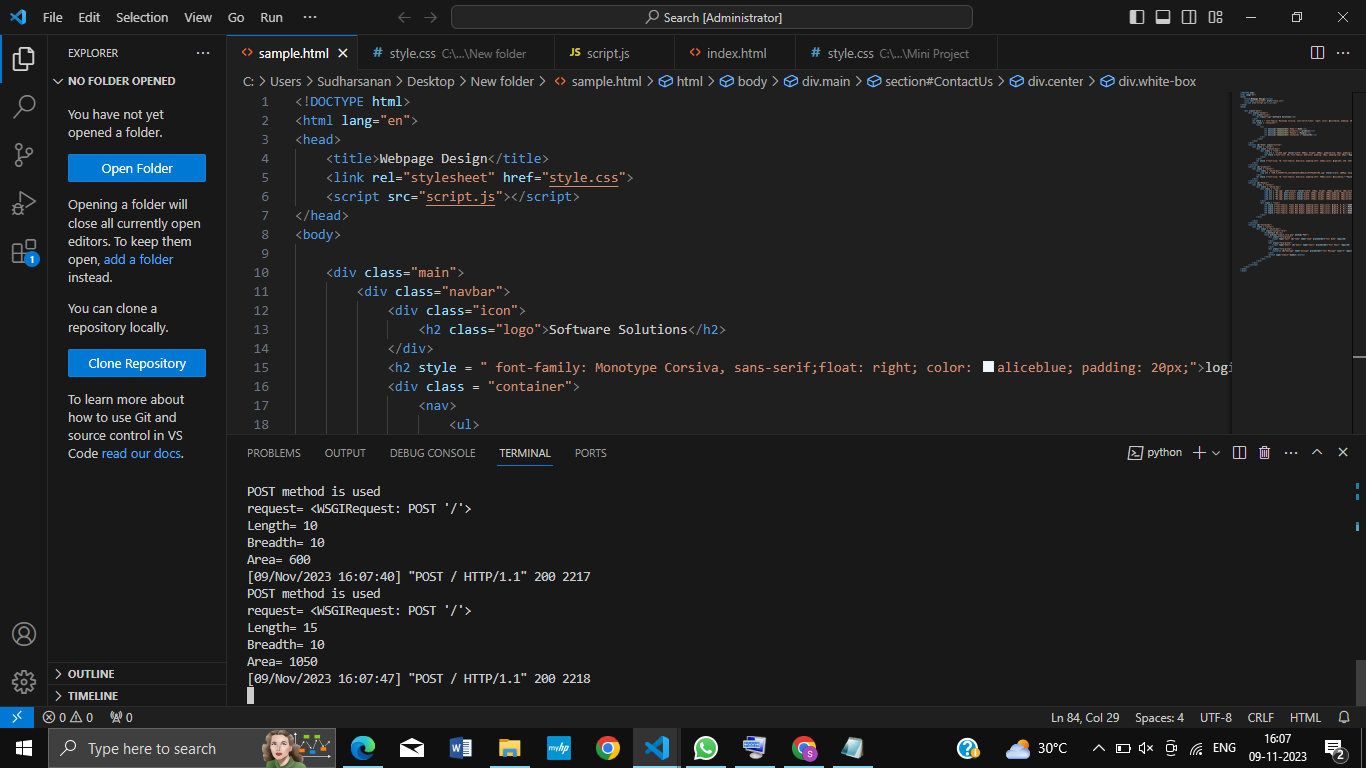 File Edit Selection View Go Run ···
Search [Administrator]
EXPLORER ···
NO FOLDER OPENED
You have not yet
opened a folder.
Open Folder
Opening a folder will
close all currently open
editors. To keep them
open, add a folder
instead.
You can clone a
repository locally.
Clone Repository
To learn more about
how to use Git and
source control in VS
Code read our docs.
OUTLINE
TIMELINE
1
sample.html
# style.css C:\...\New folder
JS script.js
<> index.html
# style.css C:\...\Mini Project
C: > Users > Sudharsanan > Desktop > New folder > <> sample.html > html > body > div.main > section#ContactUs > div.center > div.white-box
1 <!DOCTYPE html>
2 <html lang="en">
3 <head>
4 <title>Webpage Design</title>
5 <link rel="stylesheet" href="style.css">
6 <script src="script.js"></script>
7 </head>
8 <body>
9
10 <div class="main">
11 <div class="navbar">
12 <div class="icon">
13 <h2 class="logo">Software Solutions</h2>
14 </div>
15 <h2 style = " font-family: Monotype Corsiva, sans-serif;float: right; color: aliceblue; padding: 20px;">logi
16 <div class = "container">
17 <nav>
18 <ul>
PROBLEMS OUTPUT DEBUG CONSOLE TERMINAL PORTS
python
POST method is used
request= <WSGIRequest: POST '/'>
Length= 10
Breadth= 10
Area= 600
[09/Nov/2023 16:07:40] "POST / HTTP/1.1" 200 2217
POST method is used
request= <WSGIRequest: POST '/'>
Length= 15
Breadth= 10
Area= 1050
[09/Nov/2023 16:07:47] "POST / HTTP/1.1" 200 2218
0 0 0
Ln 84, Col 29 Spaces: 4 UTF-8 CRLF HTML
Type here to search
myhp
S
30°C
ENG
16:07
09-11-2023
2